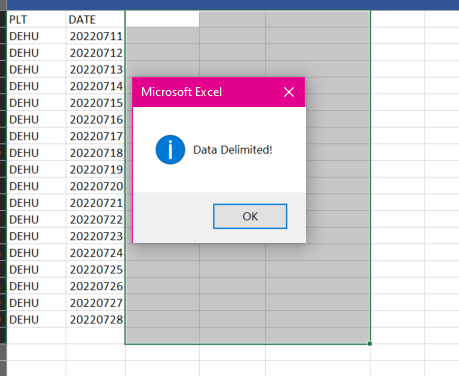 PLT DATE
DEHU 20220711
DEHU 20220712
DEHU 20220713
DEHU 20220714
DEHU 20220715
DEHU 20220716
DEHU 20220717
DEHU 20220718
DEHU 20220719
DEHU 20220720
DEHU 20220721
DEHU 20220722
DEHU 20220723
DEHU 20220724
DEHU 20220725
DEHU 20220726
DEHU 20220727
DEHU 20220728
Microsoft Excel
Data Delimited!
OK